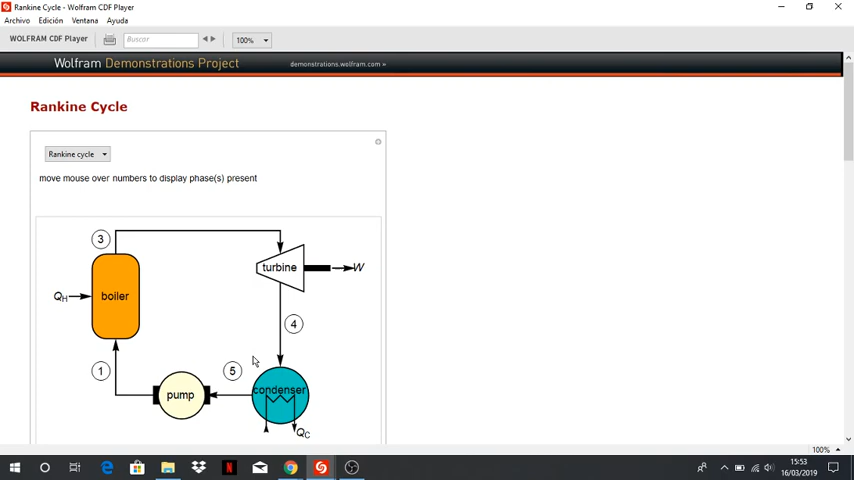 Rankine Cycle - Wolfram CDF Player
Archivo Edición Ventana Ayuda
WOLFRAM CDF Player Buscar 100%
Wolfram Demonstrations Project demonstrations.wolfram.com »
Rankine Cycle
Rankine cycle
move mouse over numbers to display phase(s) present
3
turbine W
QH boiler
4
1 5
condenser
pump
QC
100%
15:53
16/03/2019